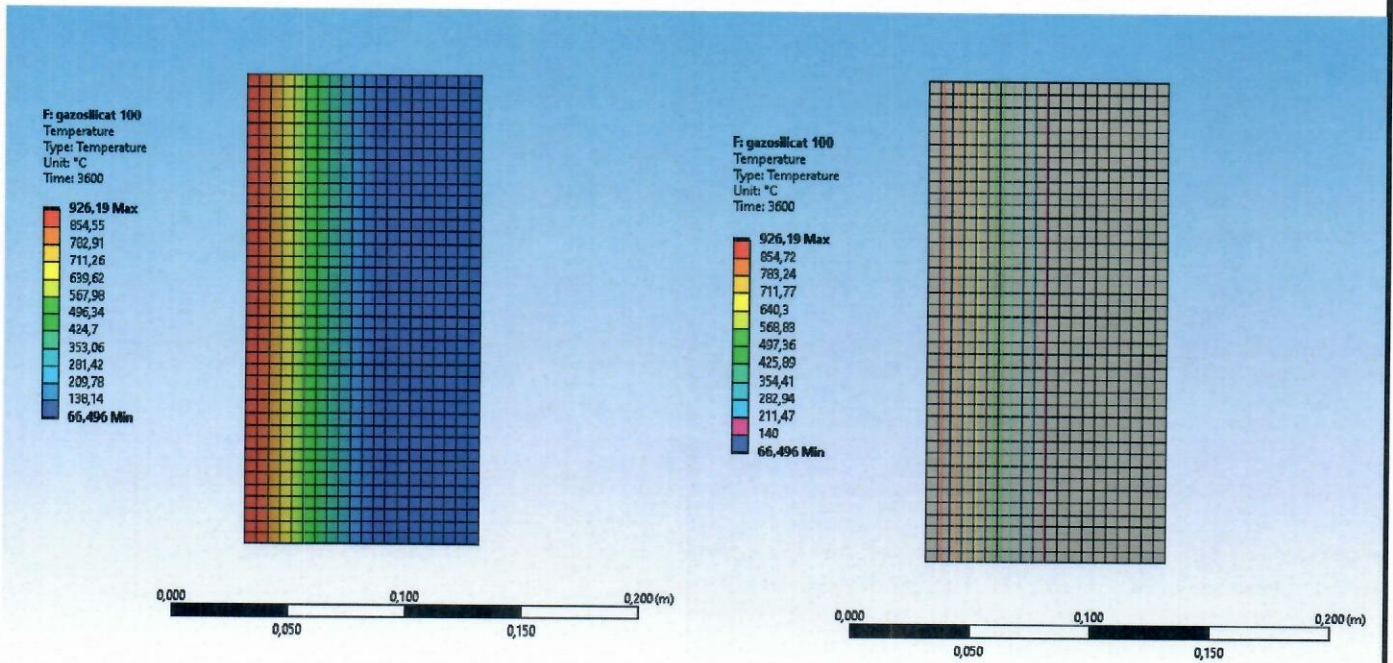 F: gazosilicat 100
Temperature
Type: Temperature
Unit: °C
Time: 3600
926,19 Max
854,55
782,91
711,26
639,62
567,98
496,34
424,7
353,06
281,42
209,78
138,14
66,496 Min
0,000
0,100
0,200 (m)
0,050
0,150
F: gazosilicat 100
Temperature
Type: Temperature
Unit: °C
Time: 3600
926,19 Max
854,72
783,24
711,77
640,3
568,83
497,36
425,89
354,41
282,94
211,47
140
66,496 Min
0,000
0,100
0,200 (m)
0,050
0,150